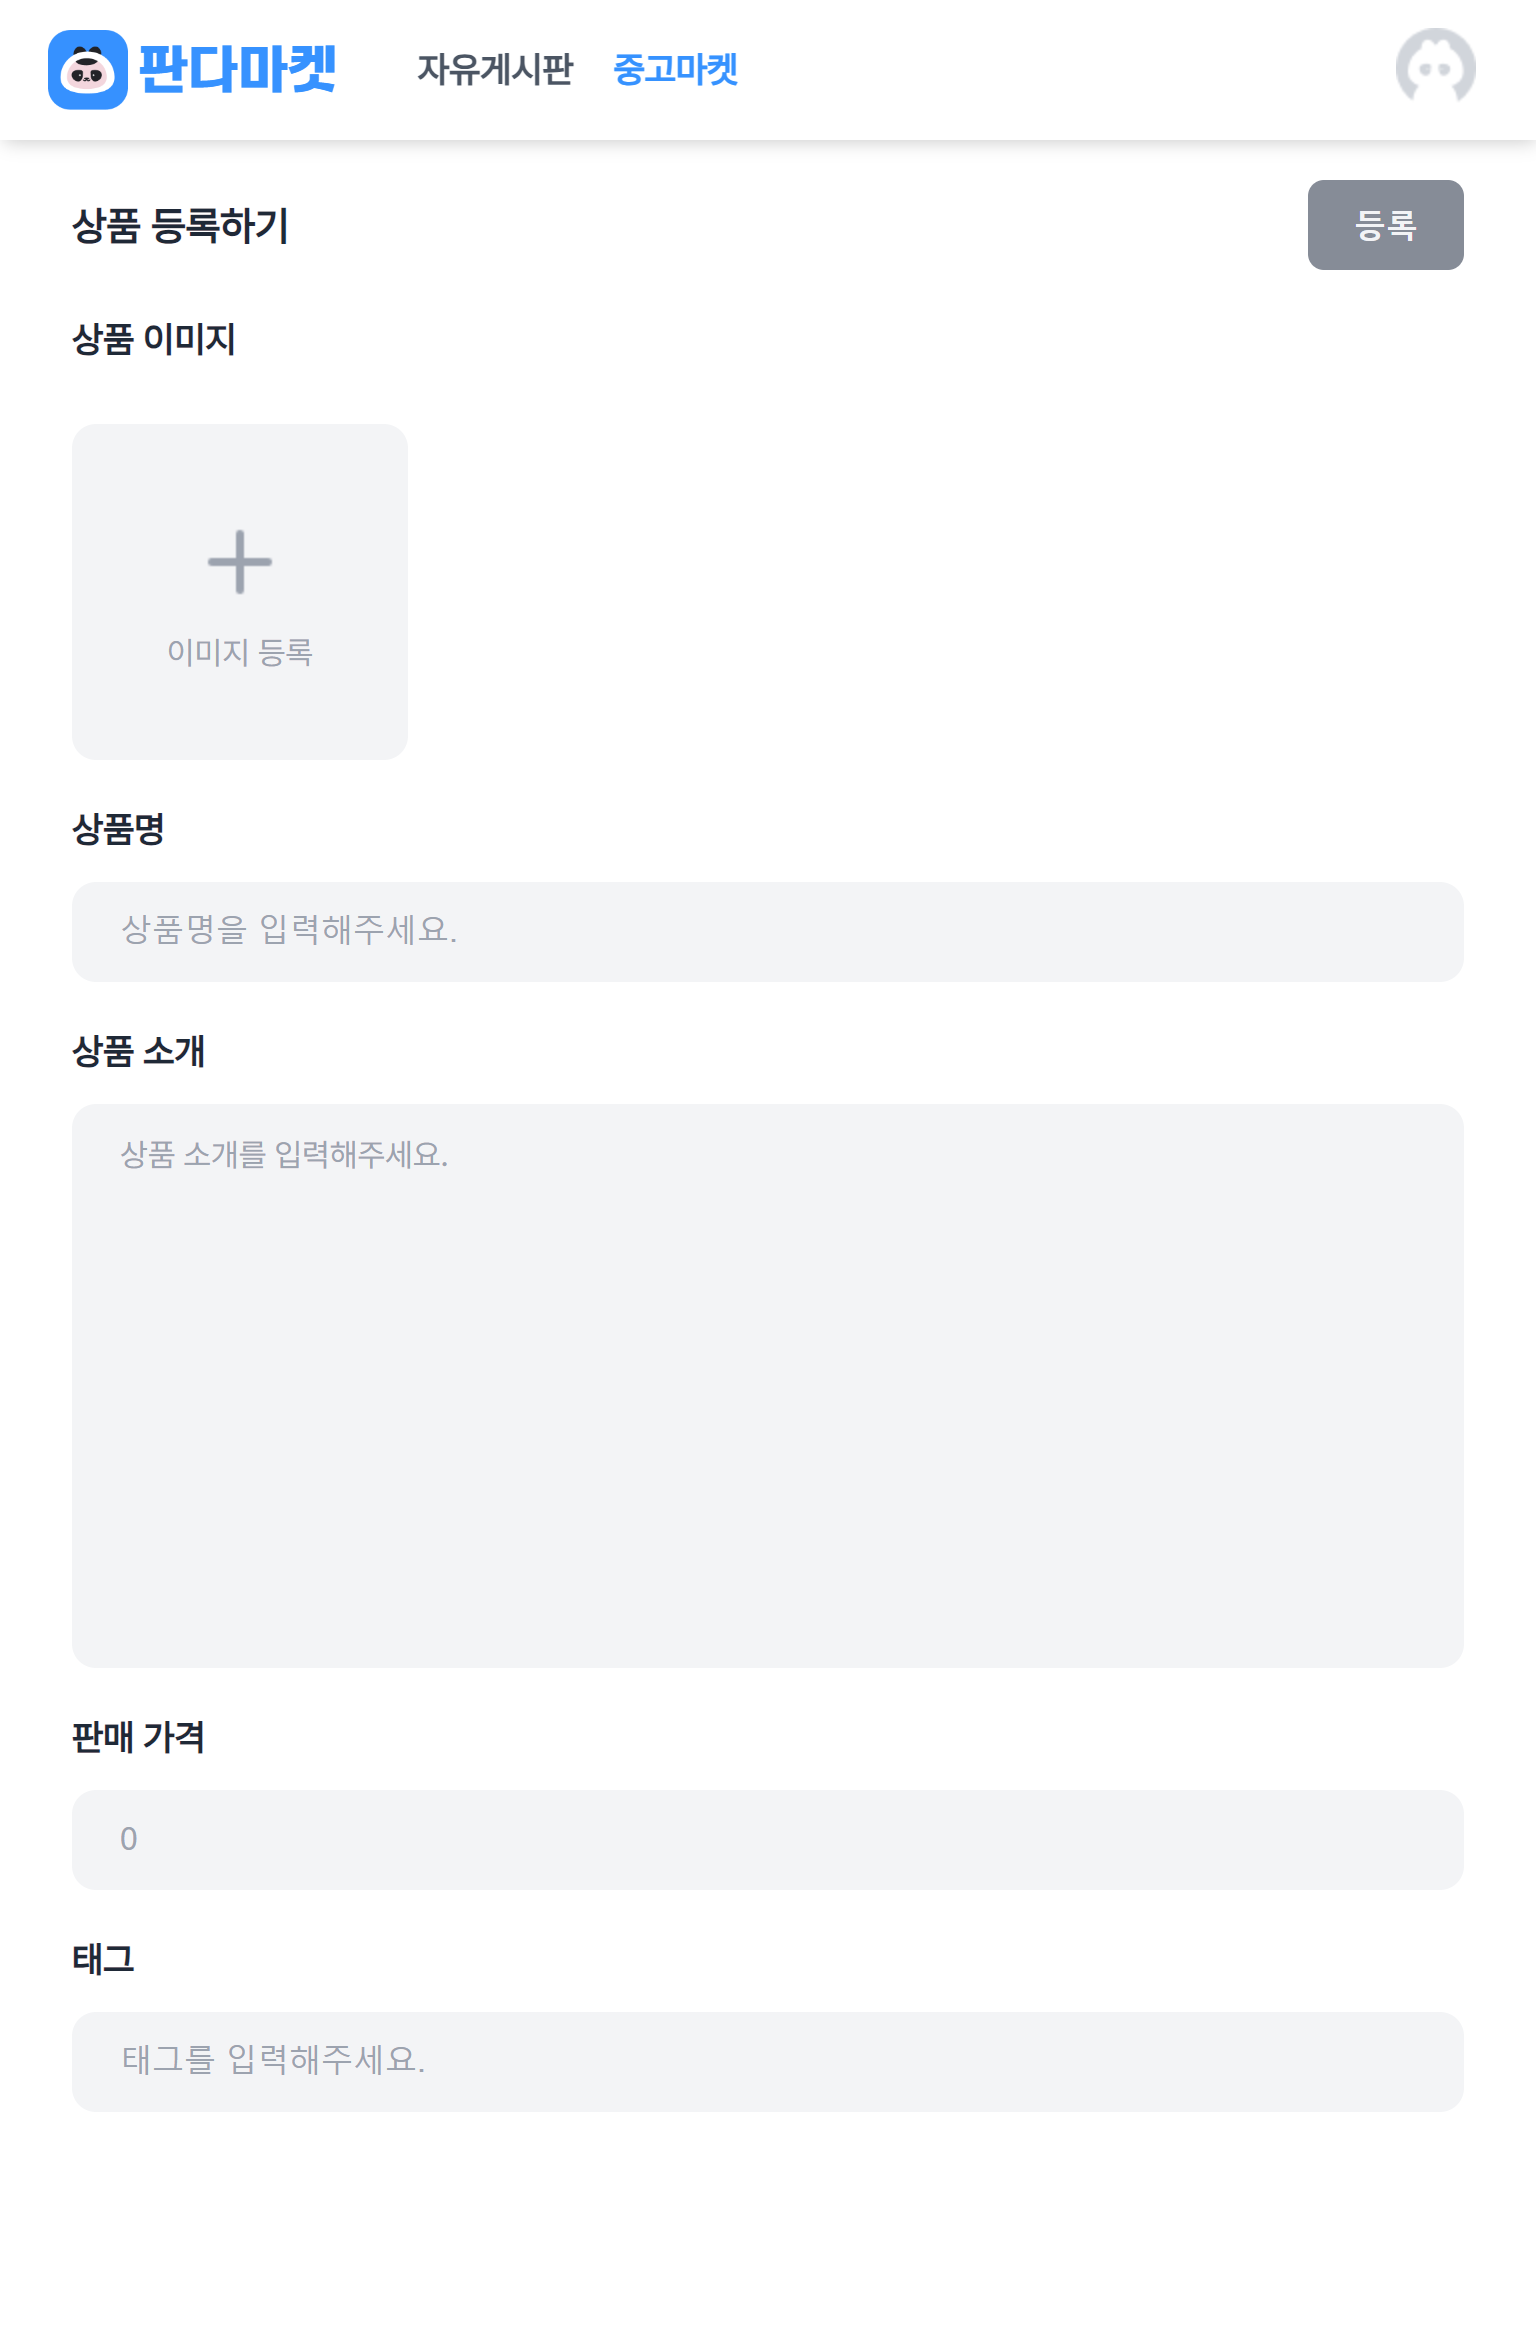 판다마켓 자유게시판 중고마켓
상품 등록하기 등록
상품 이미지
이미지 등록
상품명
상품명을 입력해주세요.
상품 소개
상품 소개를 입력해주세요.
판매 가격
0
태그
태그를 입력해주세요.